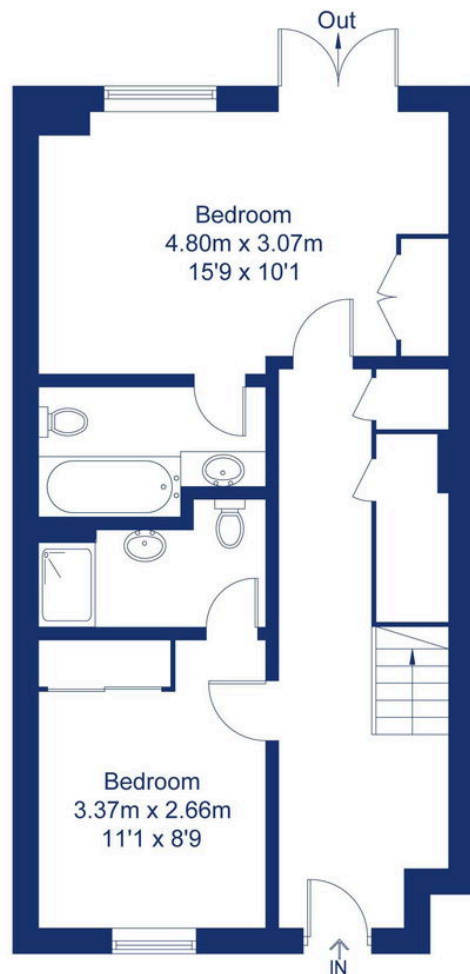 Out
Bedroom
4.80m x 3.07m
15'9 x 10'1
Bedroom
3.37m x 2.66m
11'1 x 8'9
IN